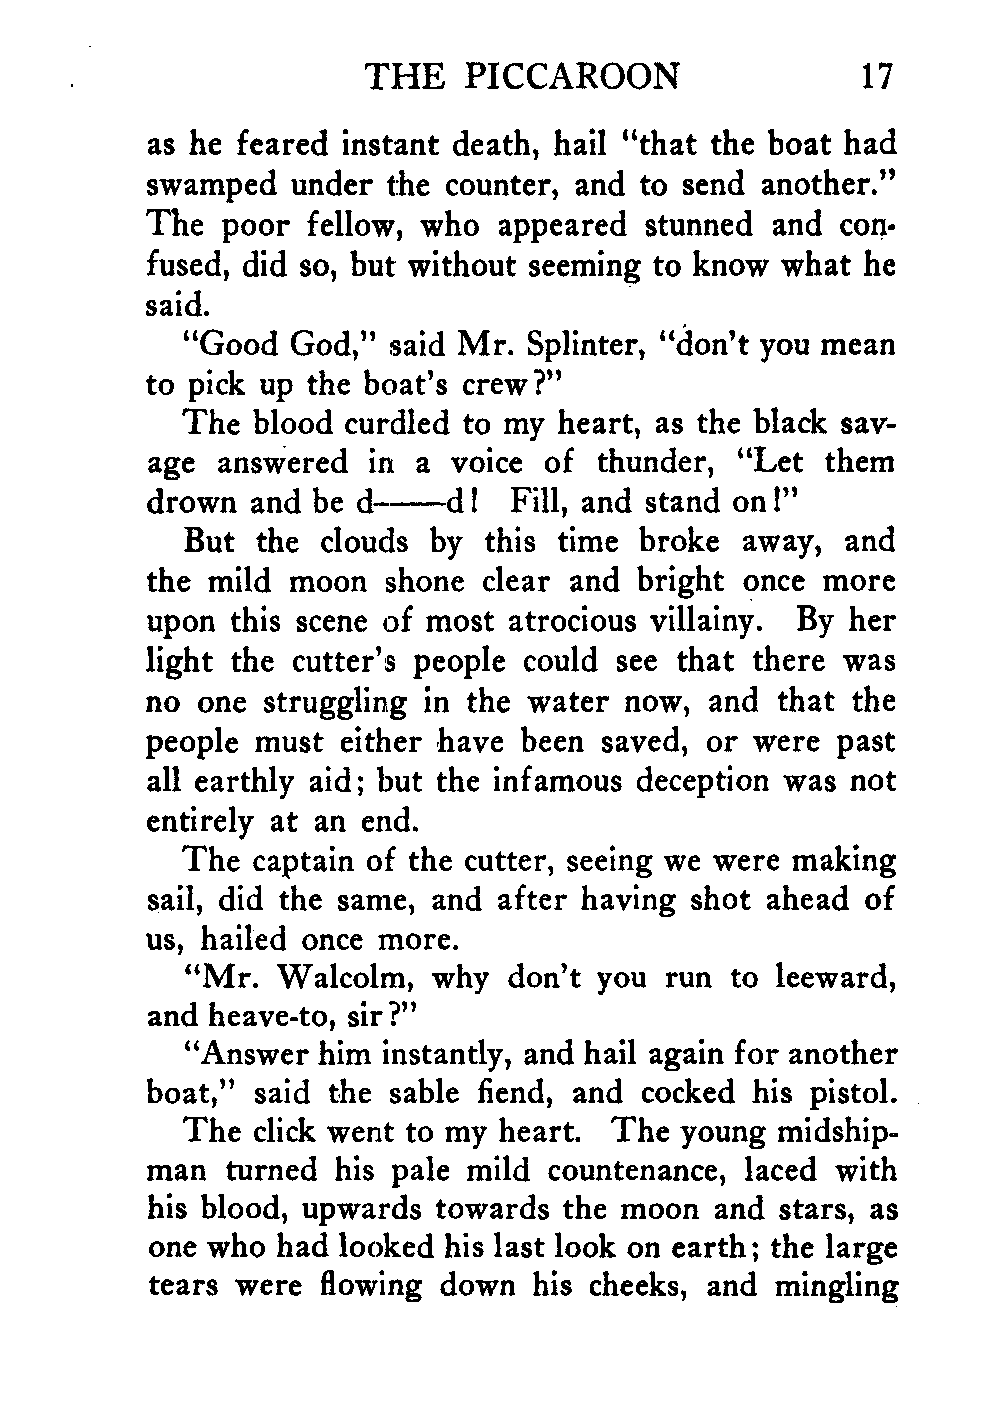 THE PICCAROON 17
as he feared instant death, hail “that the boat had
swamped under the counter, and to send another.”
The poor fellow, who appeared stunned and con-
fused, did so, but without seeming to know what he
said.
“Good God,” said Mr. Splinter, “don’t you mean
to pick up the boat’s crew?”
The blood curdled to my heart, as the black sav-
age answered in a voice of thunder, “Let them
drown and be d——d! Fill, and stand on!”
But the clouds by this time broke away, and
the mild moon shone clear and bright once more
upon this scene of most atrocious villainy. By her
light the cutter’s people could see that there was
no one struggling in the water now, and that the
people must either have been saved, or were past
all earthly aid; but the infamous deception was not
entirely at an end.
The captain of the cutter, seeing we were making
sail, did the same, and after having shot ahead of
us, hailed once more.
“Mr. Walcolm, why don’t you run to leeward,
and heave-to, sir?”
“Answer him instantly, and hail again for another
boat,” said the sable fiend, and cocked his pistol.
The click went to my heart. The young midship-
man turned his pale mild countenance, laced with
his blood, upwards towards the moon and stars, as
one who had looked his last look on earth; the large
tears were flowing down his cheeks, and mingling